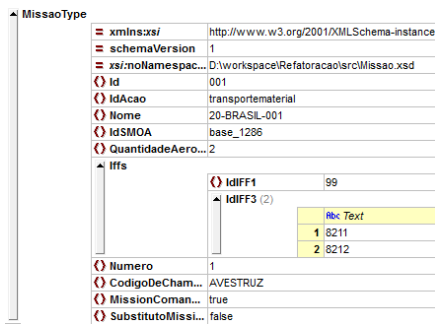 MissaoType
= xmlns:xsi http://www.w3.org/2001/XMLSchema-instance
= schemaVersion 1
= xsi:noNamespac... D:\workspace\Refatoracao\src\Missao.xsd
() Id 001
() IdAcao transportematerial
() Nome 20-BRASIL-001
() IdSMOA base_1286
() QuantidadeAero... 2
Iffs
() IdIFF1 99
IdIFF3 (2)
Abc Text
1 8211
2 8212
() Numero 1
() CodigoDeCham... AVESTRUZ
() MissionComan... true
() SubstitutoMissi... false